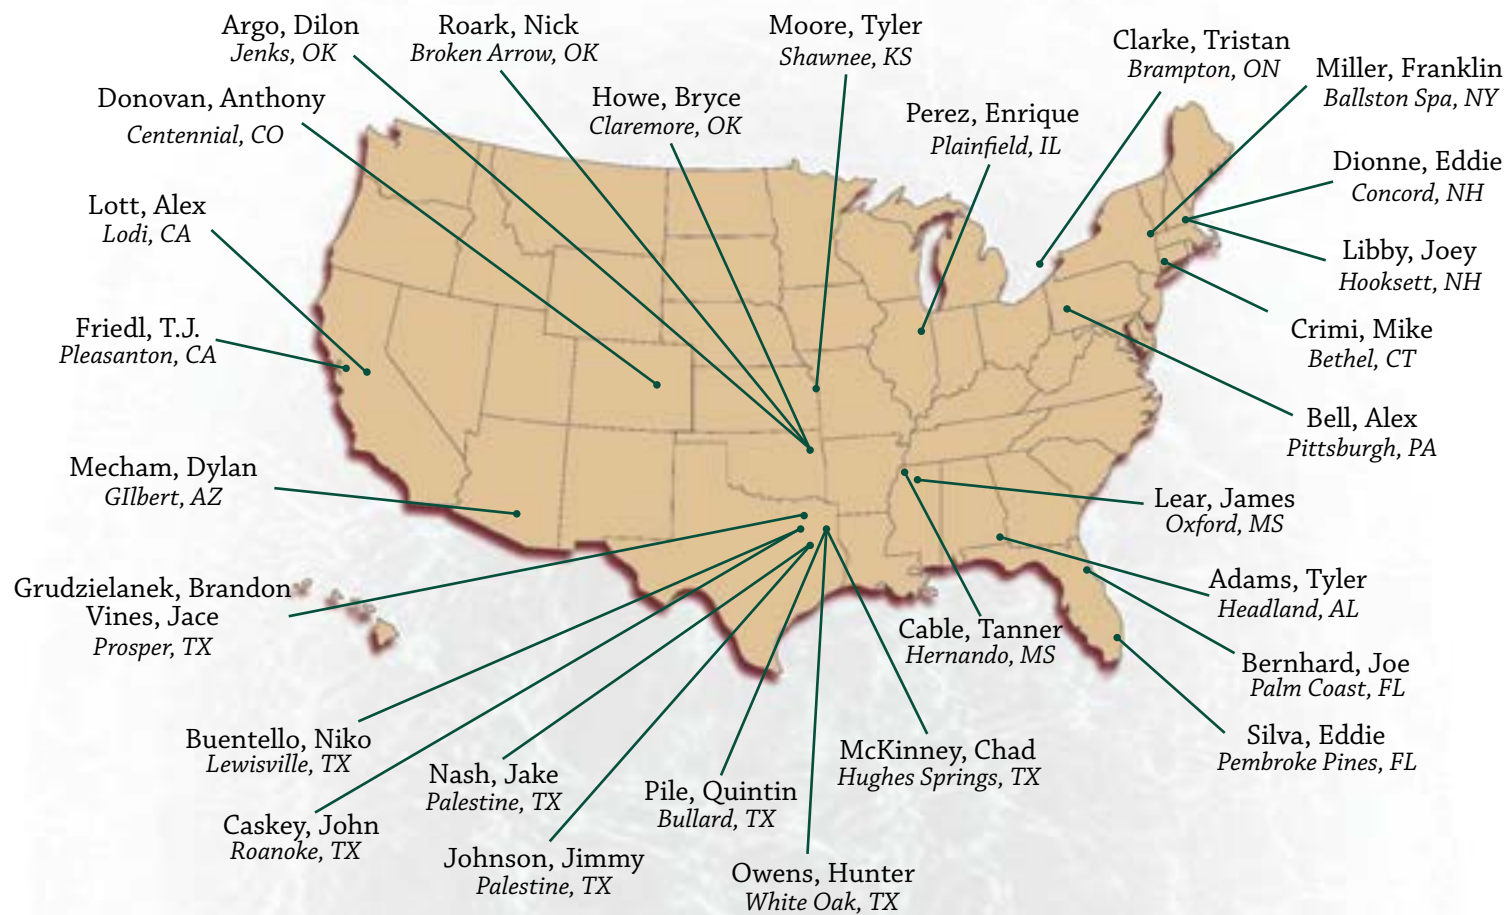 Argo, Dilon
Jenks, OK
Roark, Nick
Broken Arrow, OK
Moore, Tyler
Shawnee, KS
Clarke, Tristan
Brampton, ON
Miller, Franklin
Ballston Spa, NY
Donovan, Anthony
Centennial, CO
Howe, Bryce
Claremore, OK
Perez, Enrique
Plainfield, IL
Dionne, Eddie
Concord, NH
Lott, Alex
Lodi, CA
Libby, Joey
Hooksett, NH
Friedl, T.J.
Pleasanton, CA
Crimi, Mike
Bethel, CT
Bell, Alex
Pittsburgh, PA
Mecham, Dylan
GIlbert, AZ
Lear, James
Oxford, MS
Grudzielanek, Brandon
Vines, Jace
Prosper, TX
Adams, Tyler
Headland, AL
Cable, Tanner
Hernando, MS
Bernhard, Joe
Palm Coast, FL
Buentello, Niko
Lewisville, TX
Silva, Eddie
Pembroke Pines, FL
McKinney, Chad
Hughes Springs, TX
Nash, Jake
Palestine, TX
Pile, Quintin
Bullard, TX
Caskey, John
Roanoke, TX
Johnson, Jimmy
Palestine, TX
Owens, Hunter
White Oak, TX